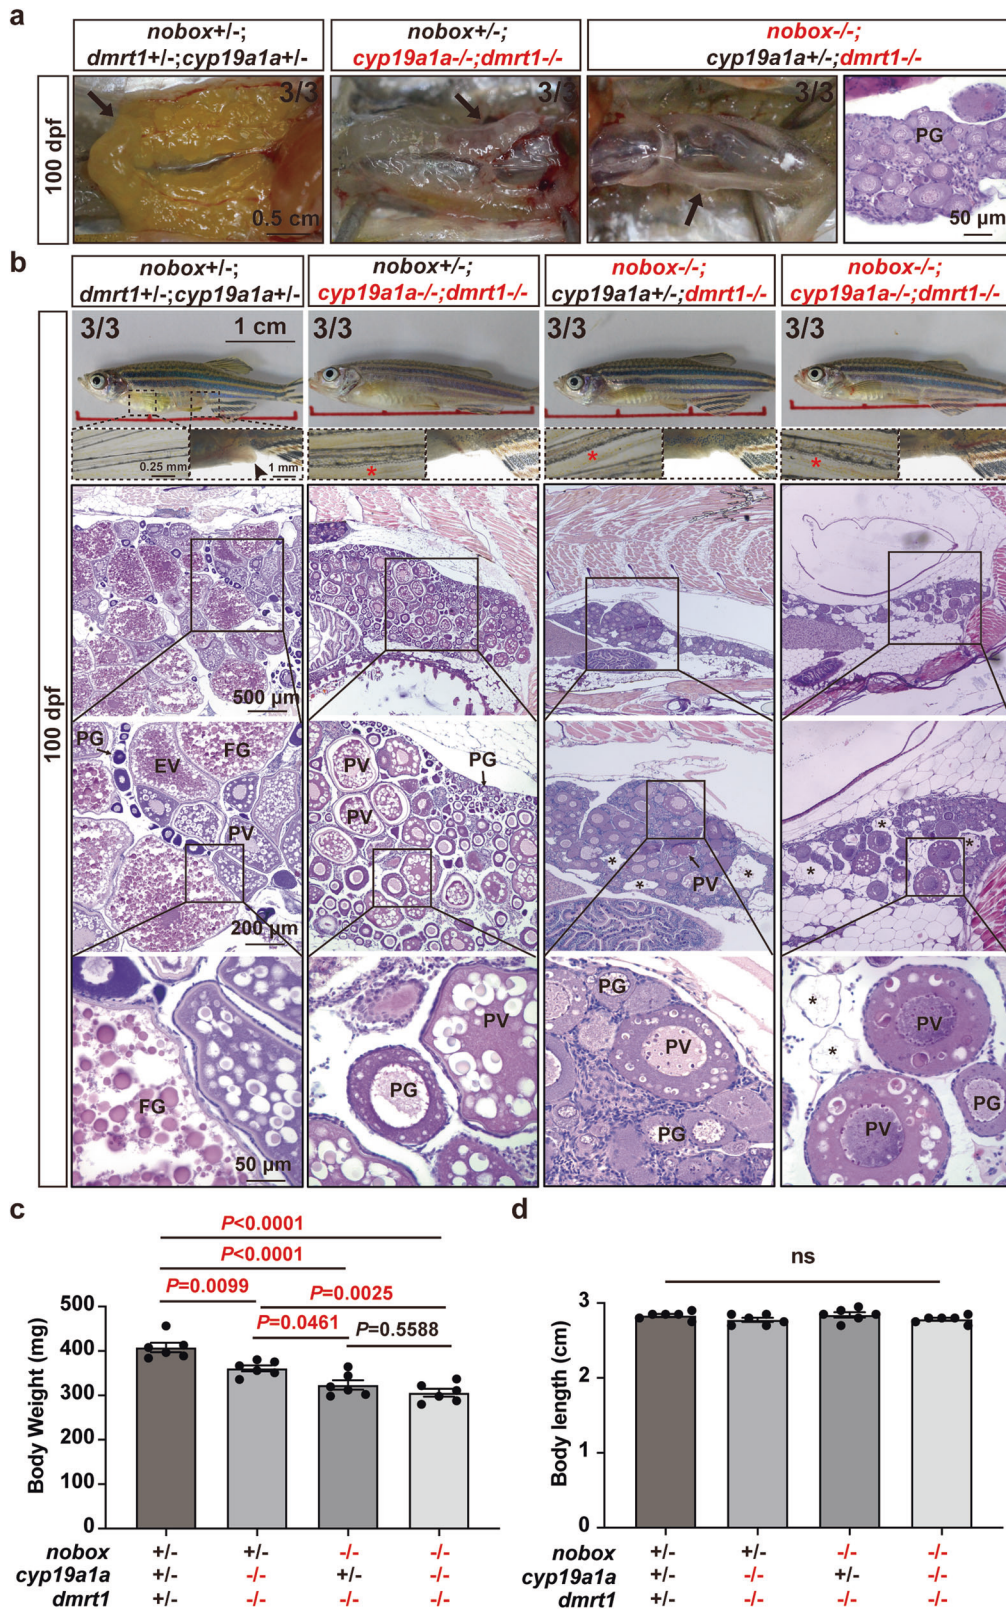 a
nobox+/-;
dmrt1+/-;cyp19a1a+/-
nobox+/-;
cyp19a1a-/-;dmrt1-/-
nobox-/-;
cyp19a1a+/-;dmrt1-/-
100 dpf
3/3
0.5 cm
3/3
3/3
PG
50 μm
b
nobox+/-;
dmrt1+/-;cyp19a1a+/-
nobox+/-;
cyp19a1a-/-;dmrt1-/-
nobox-/-;
cyp19a1a+/-;dmrt1-/-
nobox-/-;
cyp19a1a-/-;dmrt1-/-
100 dpf
3/3
1 cm
3/3
3/3
3/3
0.25 mm
1 mm
*
*
*
500 μm
PG
FG
EV
PV
200 μm
PV
PG
PV
*
*
*
PV
*
*
*
FG
50 μm
PV
PG
PG
PV
PG
*
*
PV
PG
PV
c
P<0.0001
P<0.0001
P=0.0099
P=0.0025
P=0.0461
P=0.5588
Body Weight (mg)
500
400
300
200
100
0
nobox +/- +/- -/- -/-
cyp19a1a +/- -/- +/- -/-
dmrt1 +/- -/- -/- -/-
d
ns
Body length (cm)
3
2
1
0
nobox +/- +/- -/- -/-
cyp19a1a +/- -/- +/- -/-
dmrt1 +/- -/- -/- -/-